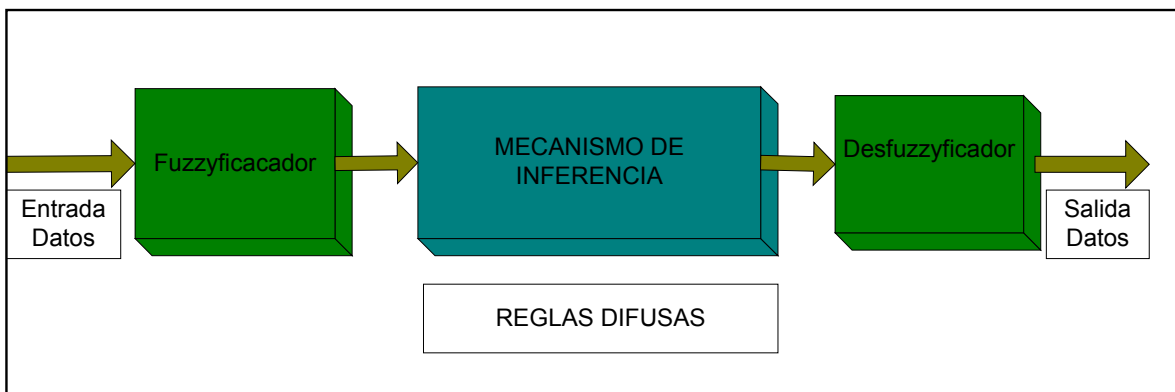 Fuzzyficacador
MECANISMO DE
INFERENCIA
Desfuzzyficador
Entrada
Datos
Salida
Datos
REGLAS DIFUSAS